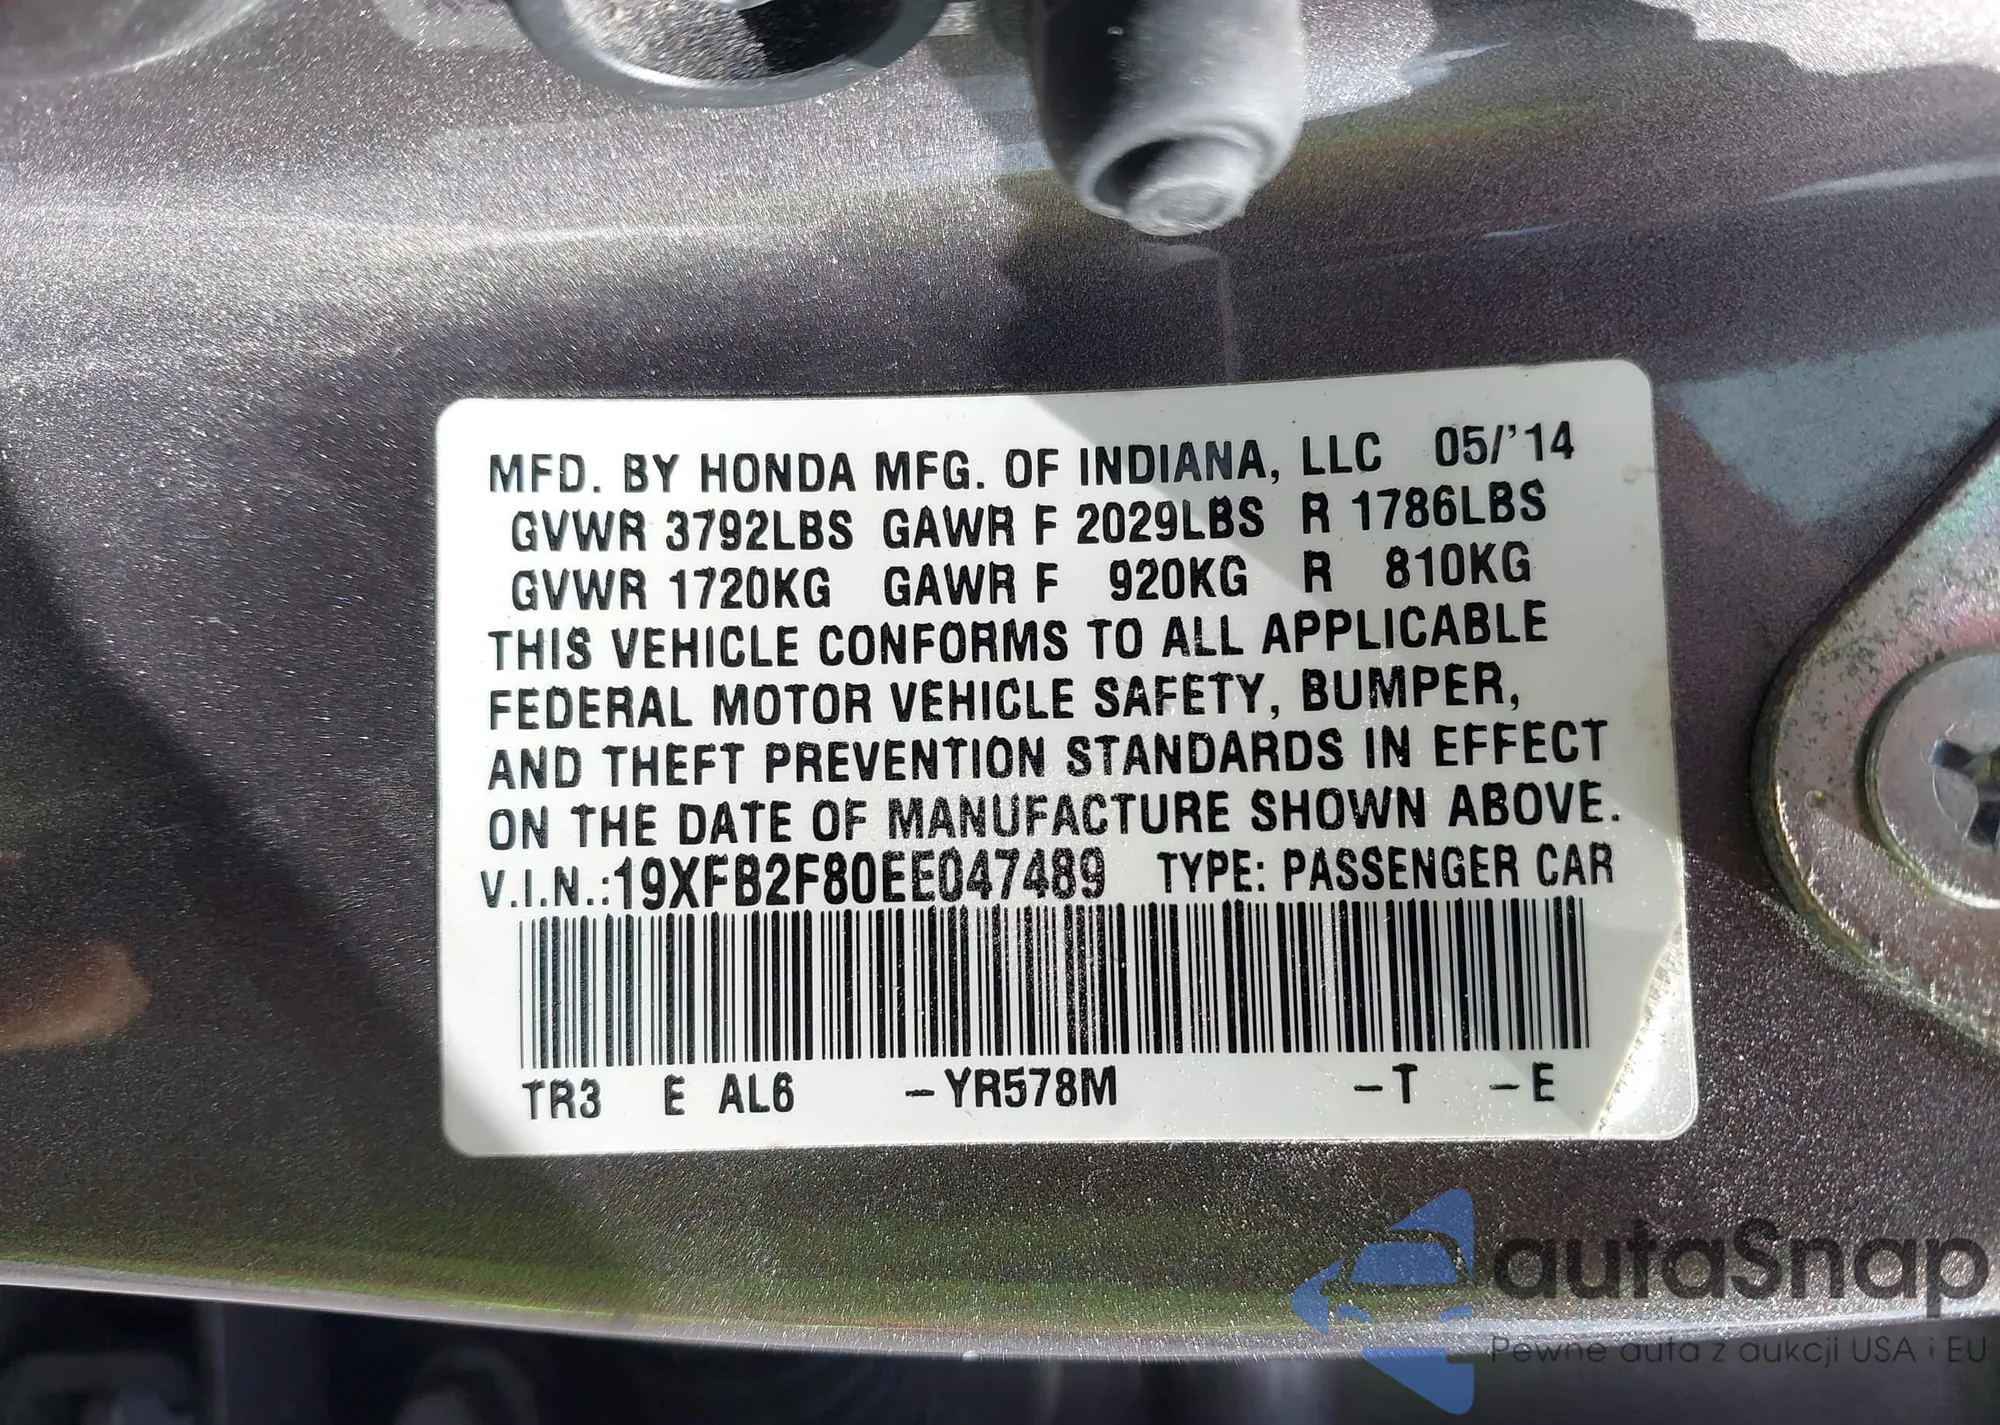 MFD. BY HONDA MFG. OF INDIANA, LLC 05/'14
GVWR 3792LBS GAWR F 2029LBS R 1786LBS
GVWR 1720KG GAWR F 920KG R 810KG
THIS VEHICLE CONFORMS TO ALL APPLICABLE
FEDERAL MOTOR VEHICLE SAFETY, BUMPER,
AND THEFT PREVENTION STANDARDS IN EFFECT
ON THE DATE OF MANUFACTURE SHOWN ABOVE.
V.I.N.:19XFB2F80EE047489 TYPE: PASSENGER CAR
TR3 E AL6 -YR578M -T -E
autaSnap
Pewne auta z aukcji USA i EU